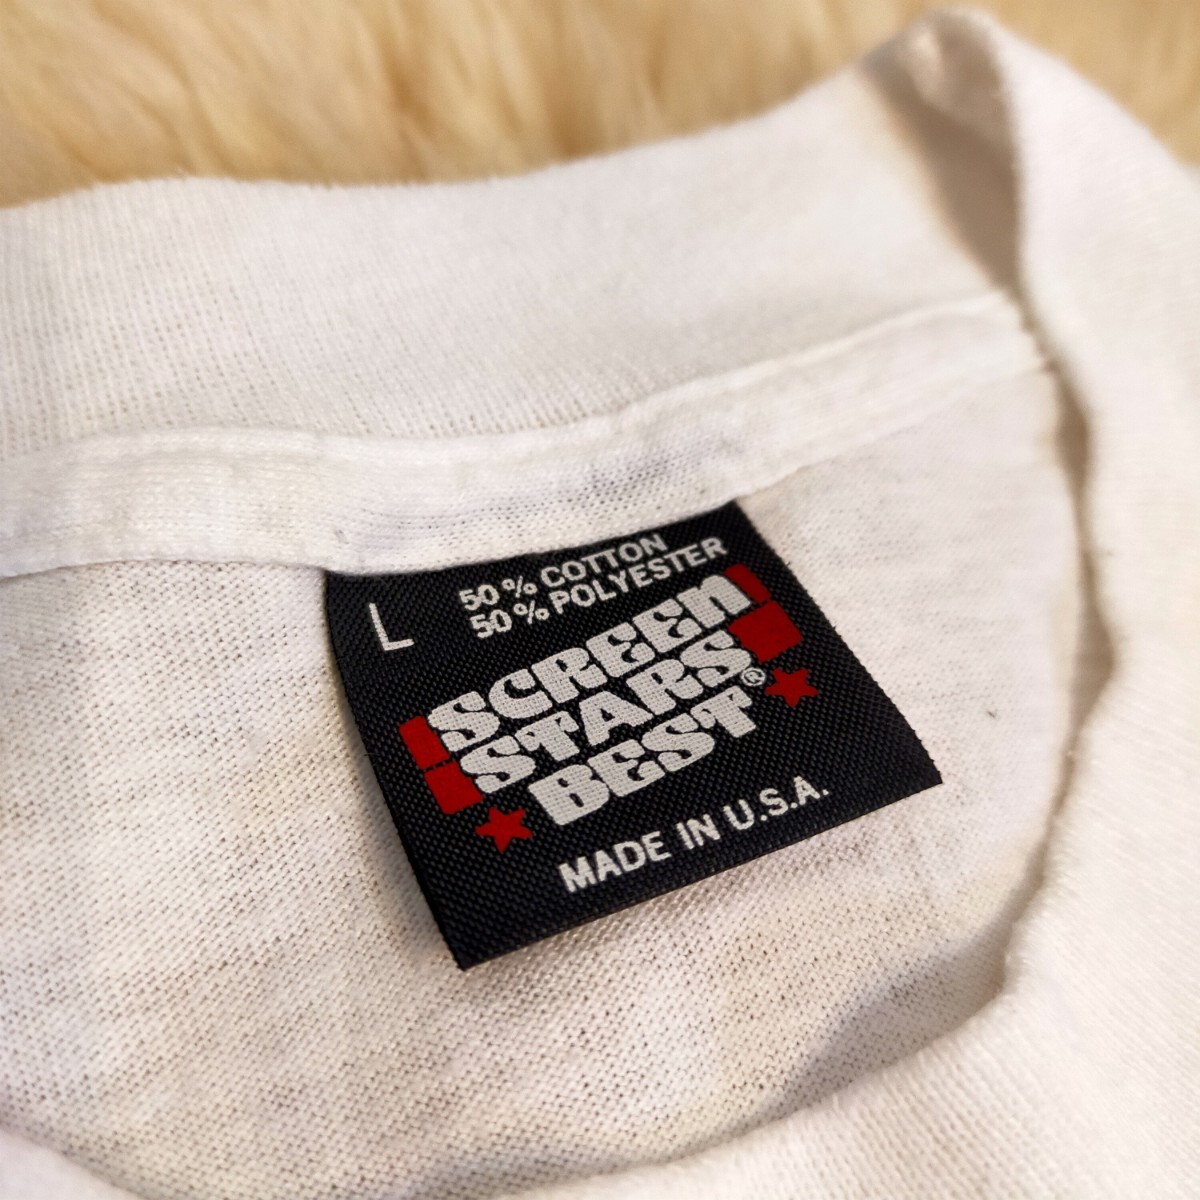 L
50% COTTON
50% POLYESTER
SCREEN
STARS
BEST®
MADE IN U.S.A.